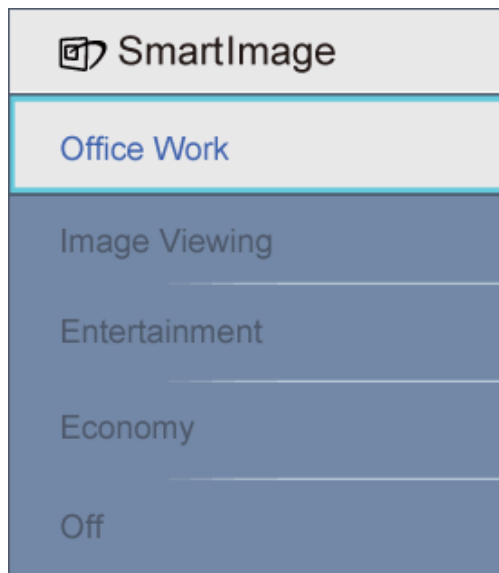 SmartImage
Office Work
Image Viewing
Entertainment
Economy
Off